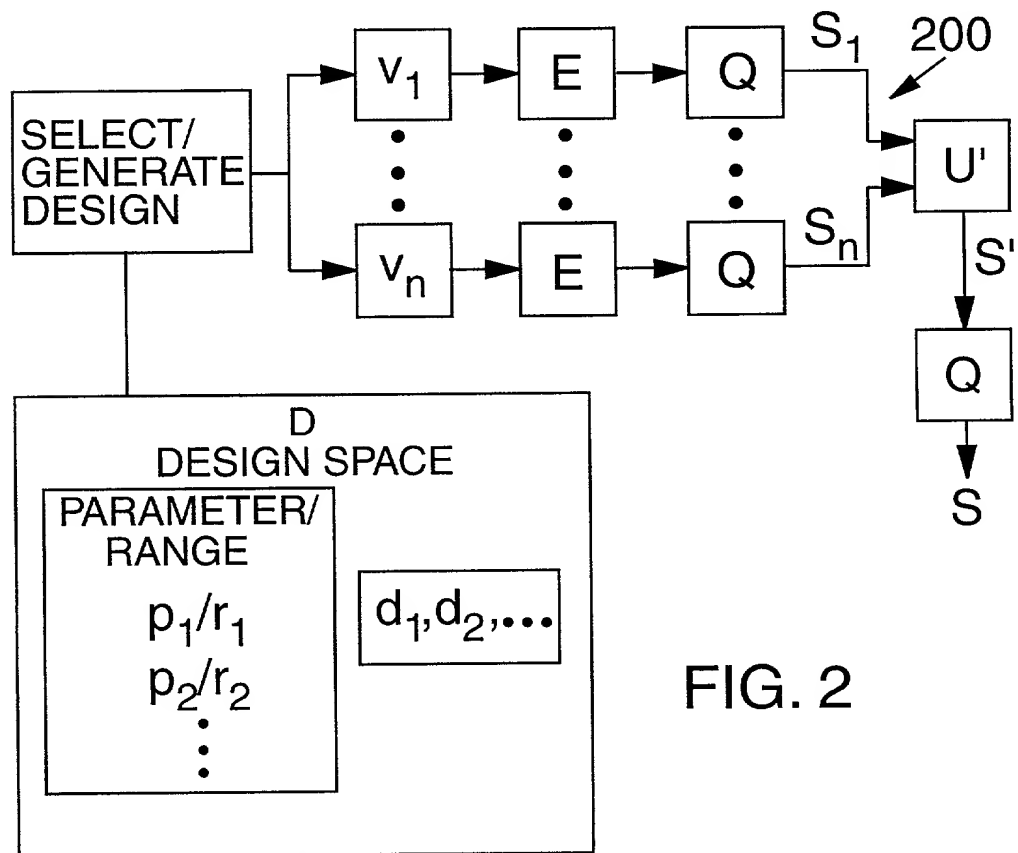 v₁ E Q S₁ 200
SELECT/
GENERATE
DESIGN
U'
vₙ E Q Sₙ
S'
Q
S
D
DESIGN SPACE
PARAMETER/
RANGE
p₁/r₁
p₂/r₂
d₁,d₂,•••
FIG. 2